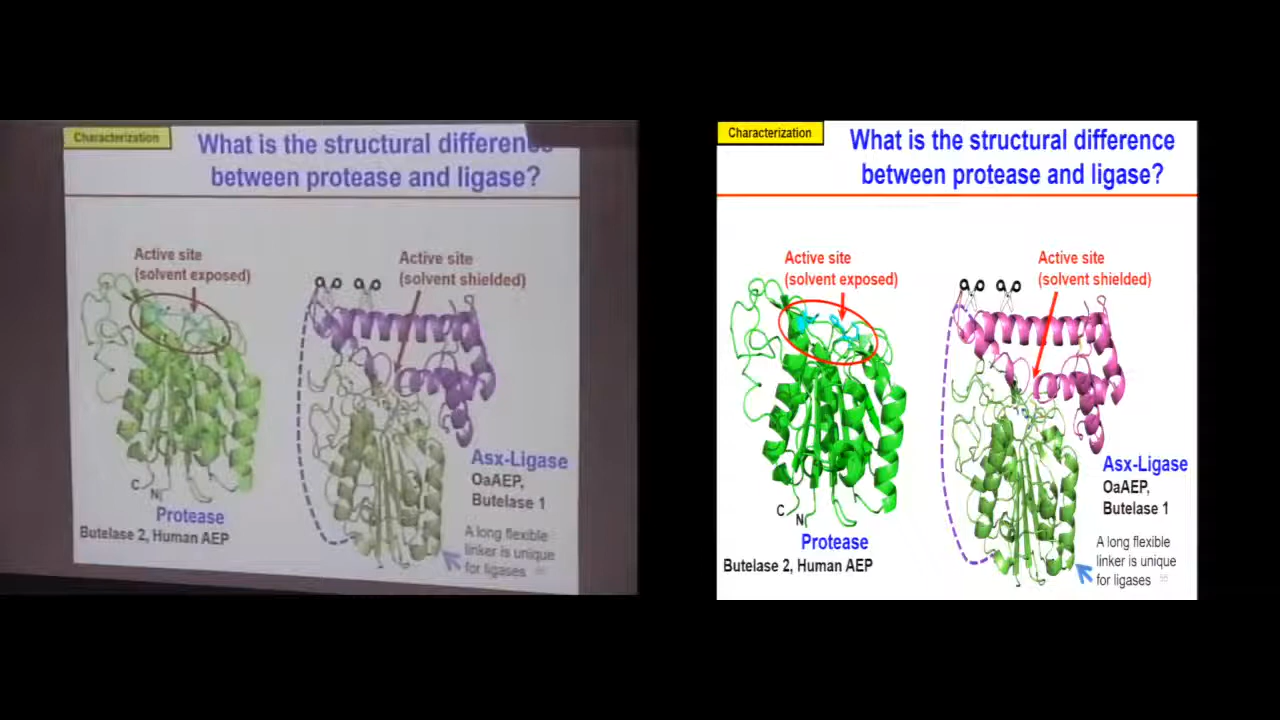 Characterization
What is the structural difference
between protease and ligase?
Active site
(solvent exposed)
Active site
(solvent shielded)
C
N
Protease
Butelase 2, Human AEP
Asx-Ligase
OaAEP,
Butelase 1
A long flexible
linker is unique
for ligases
Characterization
What is the structural difference
between protease and ligase?
Active site
(solvent exposed)
Active site
(solvent shielded)
C
N
Protease
Butelase 2, Human AEP
Asx-Ligase
OaAEP,
Butelase 1
A long flexible
linker is unique
for ligases